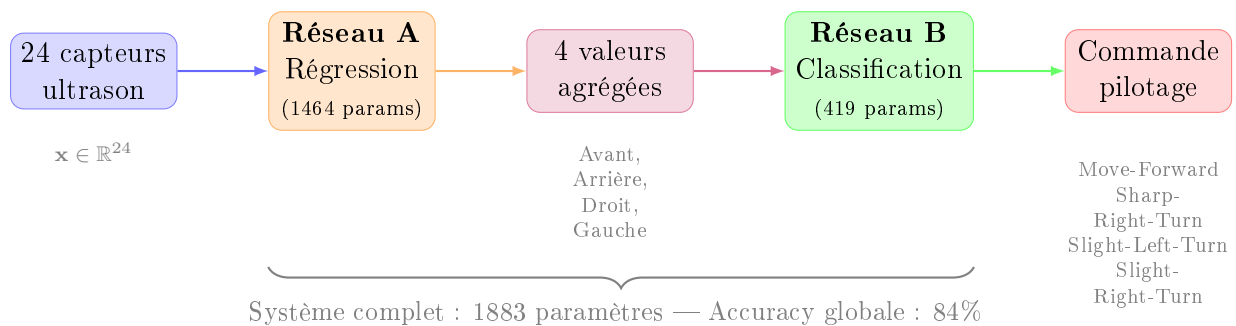 24 capteurs
ultrason
x ∈ ℝ²⁴
Réseau A
Régression
(1464 params)
4 valeurs
agrégées
Avant,
Arrière,
Droit,
Gauche
Réseau B
Classification
(419 params)
Commande
pilotage
Move-Forward
Sharp-
Right-Turn
Slight-Left-Turn
Slight-
Right-Turn
Système complet : 1883 paramètres — Accuracy globale : 84%